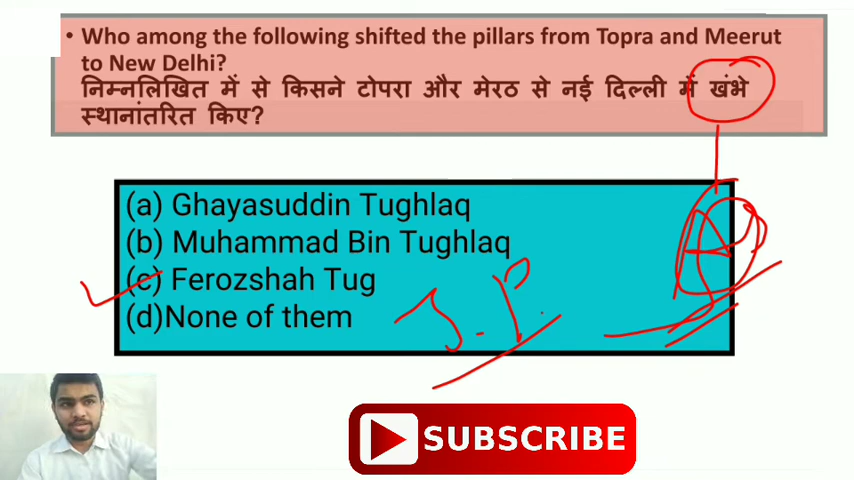 • Who among the following shifted the pillars from Topra and Meerut
to New Delhi?
निम्नलिखित में से किसने टोपरा और मेरठ से नई दिल्ली में खंभे
स्थानांतरित किए?
(a) Ghayasuddin Tughlaq
(b) Muhammad Bin Tughlaq
(c) Ferozshah Tug
(d)None of them
SUBSCRIBE